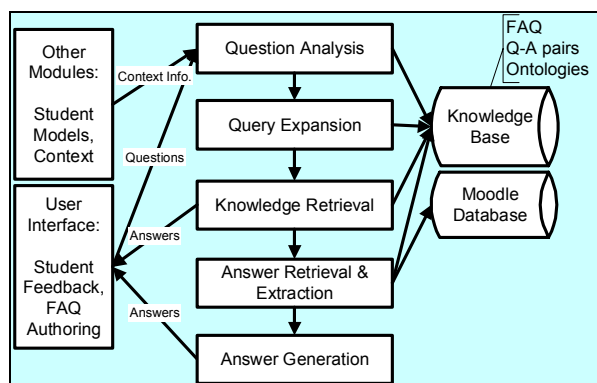 Other
Modules:
Student
Models,
Context
User
Interface:
Student
Feedback,
FAQ
Authoring
Context Info.
Questions
Answers
Answers
Question Analysis
Query Expansion
Knowledge Retrieval
Answer Retrieval &
Extraction
Answer Generation
FAQ
Q-A pairs
Ontologies
Knowledge
Base
Moodle
Database